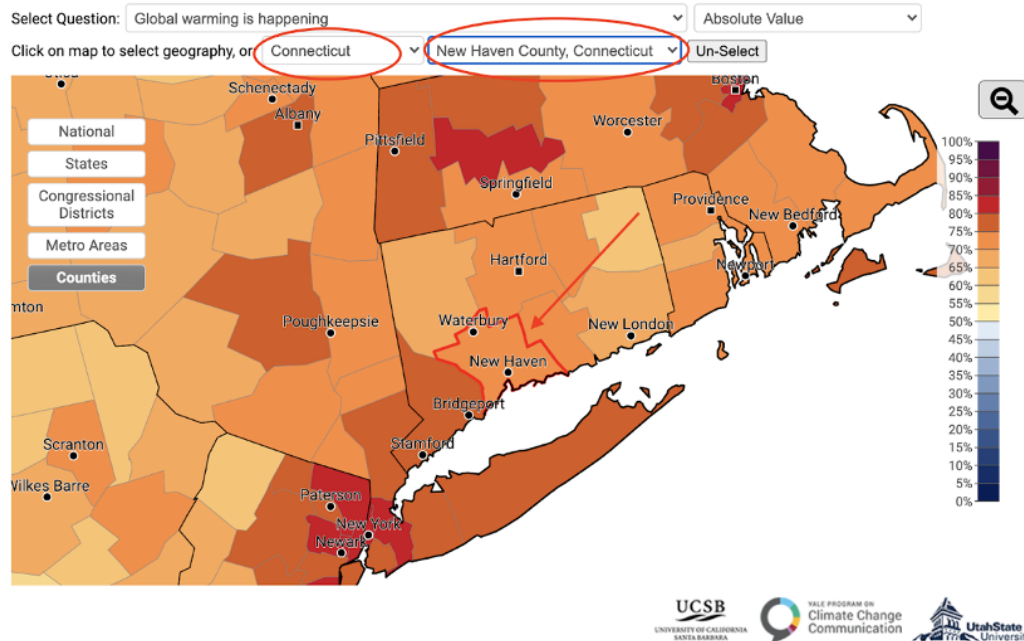 Select Question: Global warming is happening Absolute Value
Click on map to select geography, or: Connecticut New Haven County, Connecticut Un-Select
Boston
Schenectady
Albany
National
Worcester
Pittsfield
100%
95%
States
90%
Springfield
85%
Congressional
Districts
Providence
80%
New Bedford
75%
Metro Areas
70%
Hartford
Newport
65%
Counties
60%
55%
Poughkeepsie
Waterbury
New London
50%
45%
40%
New Haven
35%
30%
Bridgeport
25%
20%
Scranton
Stamford
15%
10%
Wilkes Barre
5%
Paterson
0%
New York
Newark
UCSB
UNIVERSITY OF CALIFORNIA
SANTA BARBARA
YALE PROGRAM ON
Climate Change
Communication
UtahState